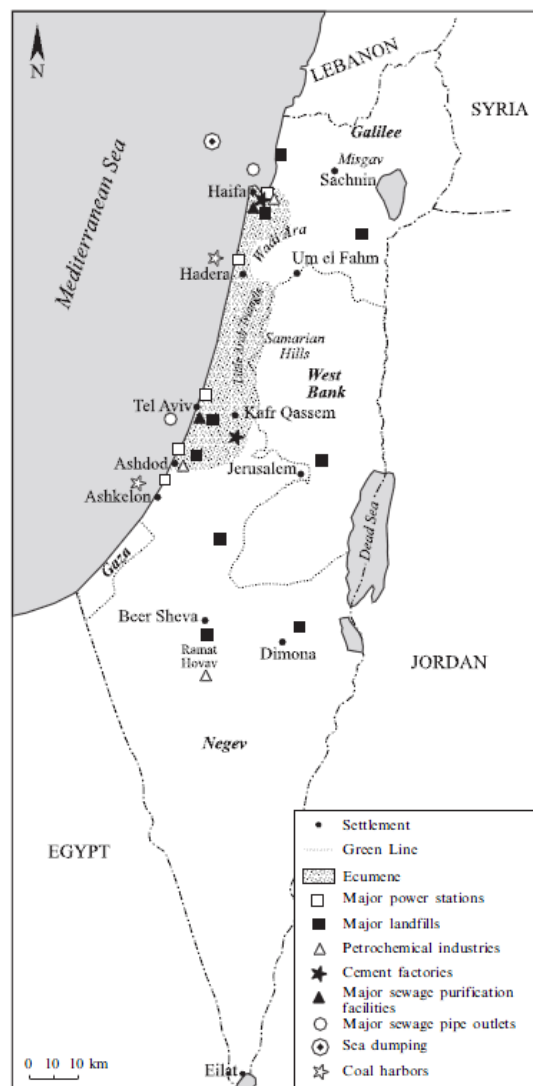 N
LEBANON
SYRIA
Galilee
Misgav
Sachnin
Mediterranean Sea
Haifa
Wadi Ara
Um el Fahm
Hadera
Little Arab Triangle
Samarian
Hills
West
Bank
Tel Aviv
Kafr Qassem
Ashdod
Jerusalem
Ashkelon
Dead Sea
Gaza
Beer Sheva
Ramat
Hovav
Dimona
JORDAN
Negev
EGYPT
Settlement
Green Line
Ecumene
Major power stations
Major landfills
Petrochemical industries
Cement factories
Major sewage purification
facilities
Major sewage pipe outlets
Sea dumping
Coal harbors
0 10 10 km
Eilat